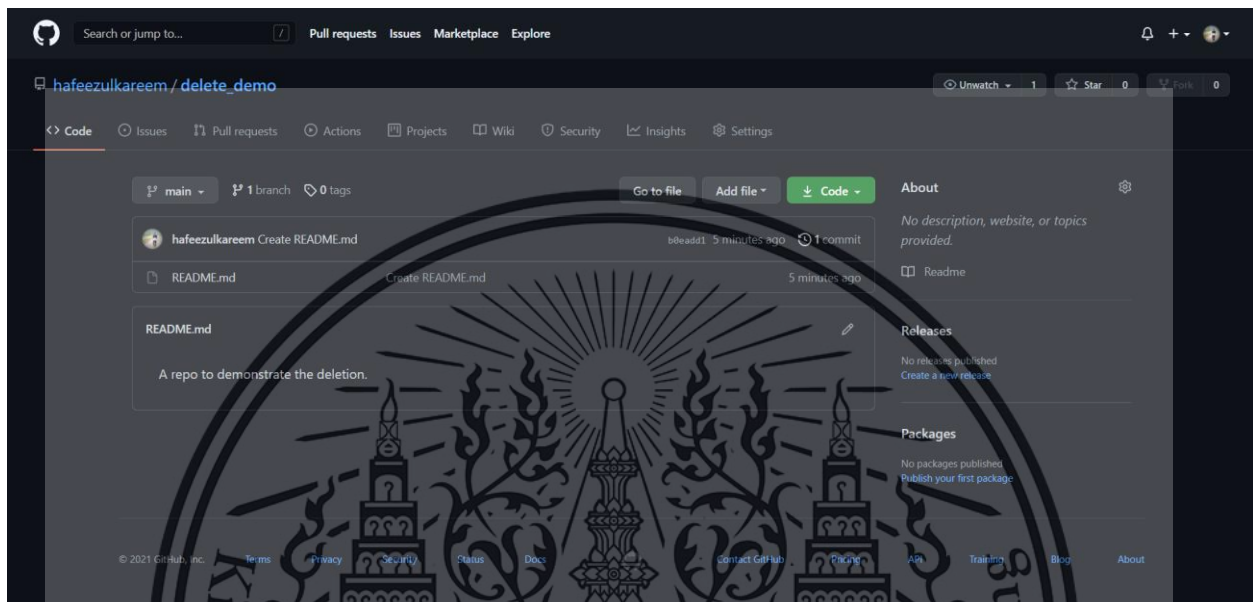 Search or jump to... / Pull requests Issues Marketplace Explore
hafeezulkareem / delete_demo Unwatch 1 Star 0 Fork 0
<> Code Issues Pull requests Actions Projects Wiki Security Insights Settings
main 1 branch 0 tags Go to file Add file Code
hafeezulkareem Create README.md b0eadd1 5 minutes ago 1 commit
README.md Create README.md 5 minutes ago
README.md
A repo to demonstrate the deletion.
About
No description, website, or topics
provided.
Readme
Releases
No releases published
Create a new release
Packages
No packages published
Publish your first package
© 2021 GitHub, Inc. Terms Privacy Security Status Docs Contact GitHub Pricing API Training Blog About